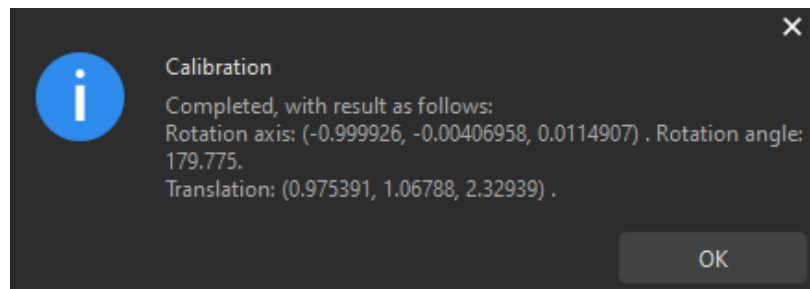 Calibration
Completed, with result as follows:
Rotation axis: (-0.999926, -0.00406958, 0.0114907) . Rotation angle:
179.775.
Translation: (0.975391, 1.06788, 2.32939) .
OK